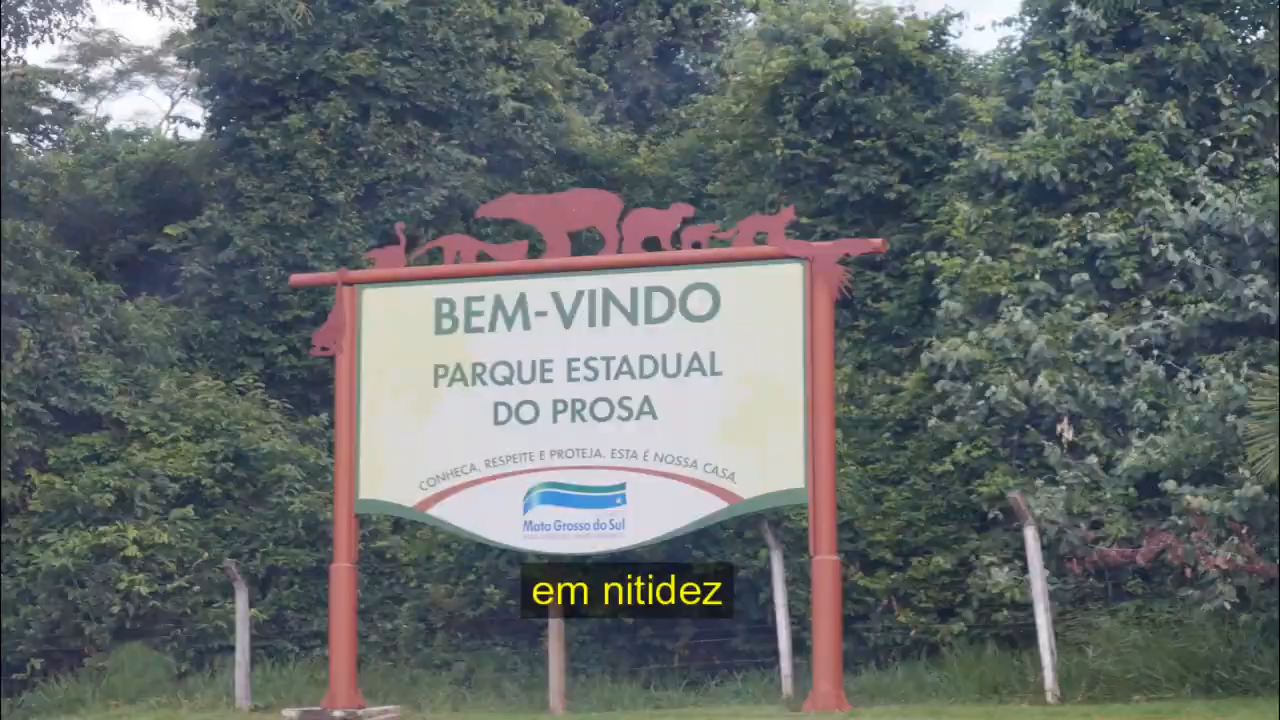 BEM-VINDO
PARQUE ESTADUAL
DO PROSA
CONHEÇA, RESPEITE E PROTEJA. ESTA É NOSSA CASA.
Mato Grosso do Sul
em nitidez